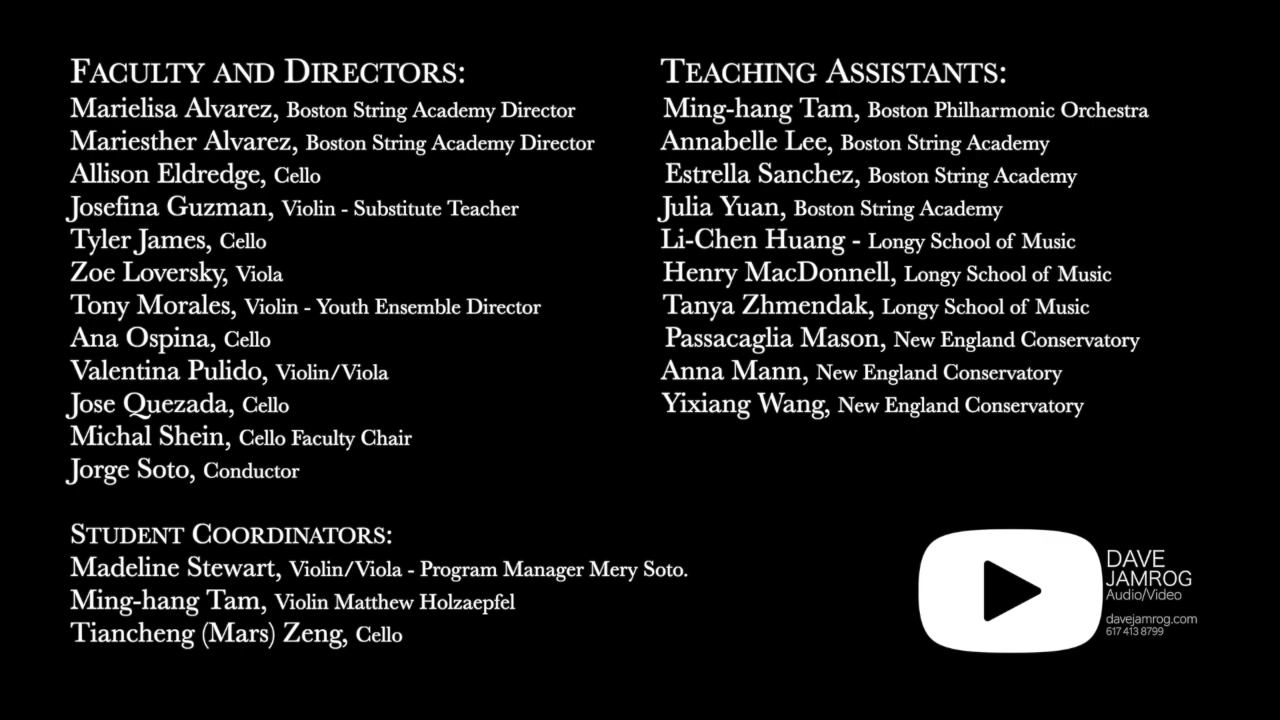 FACULTY AND DIRECTORS:
Marielisa Alvarez, Boston String Academy Director
Mariesther Alvarez, Boston String Academy Director
Allison Eldredge, Cello
Josefina Guzman, Violin - Substitute Teacher
Tyler James, Cello
Zoe Loversky, Viola
Tony Morales, Violin - Youth Ensemble Director
Ana Ospina, Cello
Valentina Pulido, Violin/Viola
Jose Quezada, Cello
Michal Shein, Cello Faculty Chair
Jorge Soto, Conductor
STUDENT COORDINATORS:
Madeline Stewart, Violin/Viola - Program Manager Mery Soto.
Ming-hang Tam, Violin Matthew Holzaepfel
Tiancheng (Mars) Zeng, Cello
TEACHING ASSISTANTS:
Ming-hang Tam, Boston Philharmonic Orchestra
Annabelle Lee, Boston String Academy
Estrella Sanchez, Boston String Academy
Julia Yuan, Boston String Academy
Li-Chen Huang - Longy School of Music
Henry MacDonnell, Longy School of Music
Tanya Zhmendak, Longy School of Music
Passacaglia Mason, New England Conservatory
Anna Mann, New England Conservatory
Yixiang Wang, New England Conservatory
DAVE
JAMROG
Audio/Video
davejamrog.com
617 413 8799